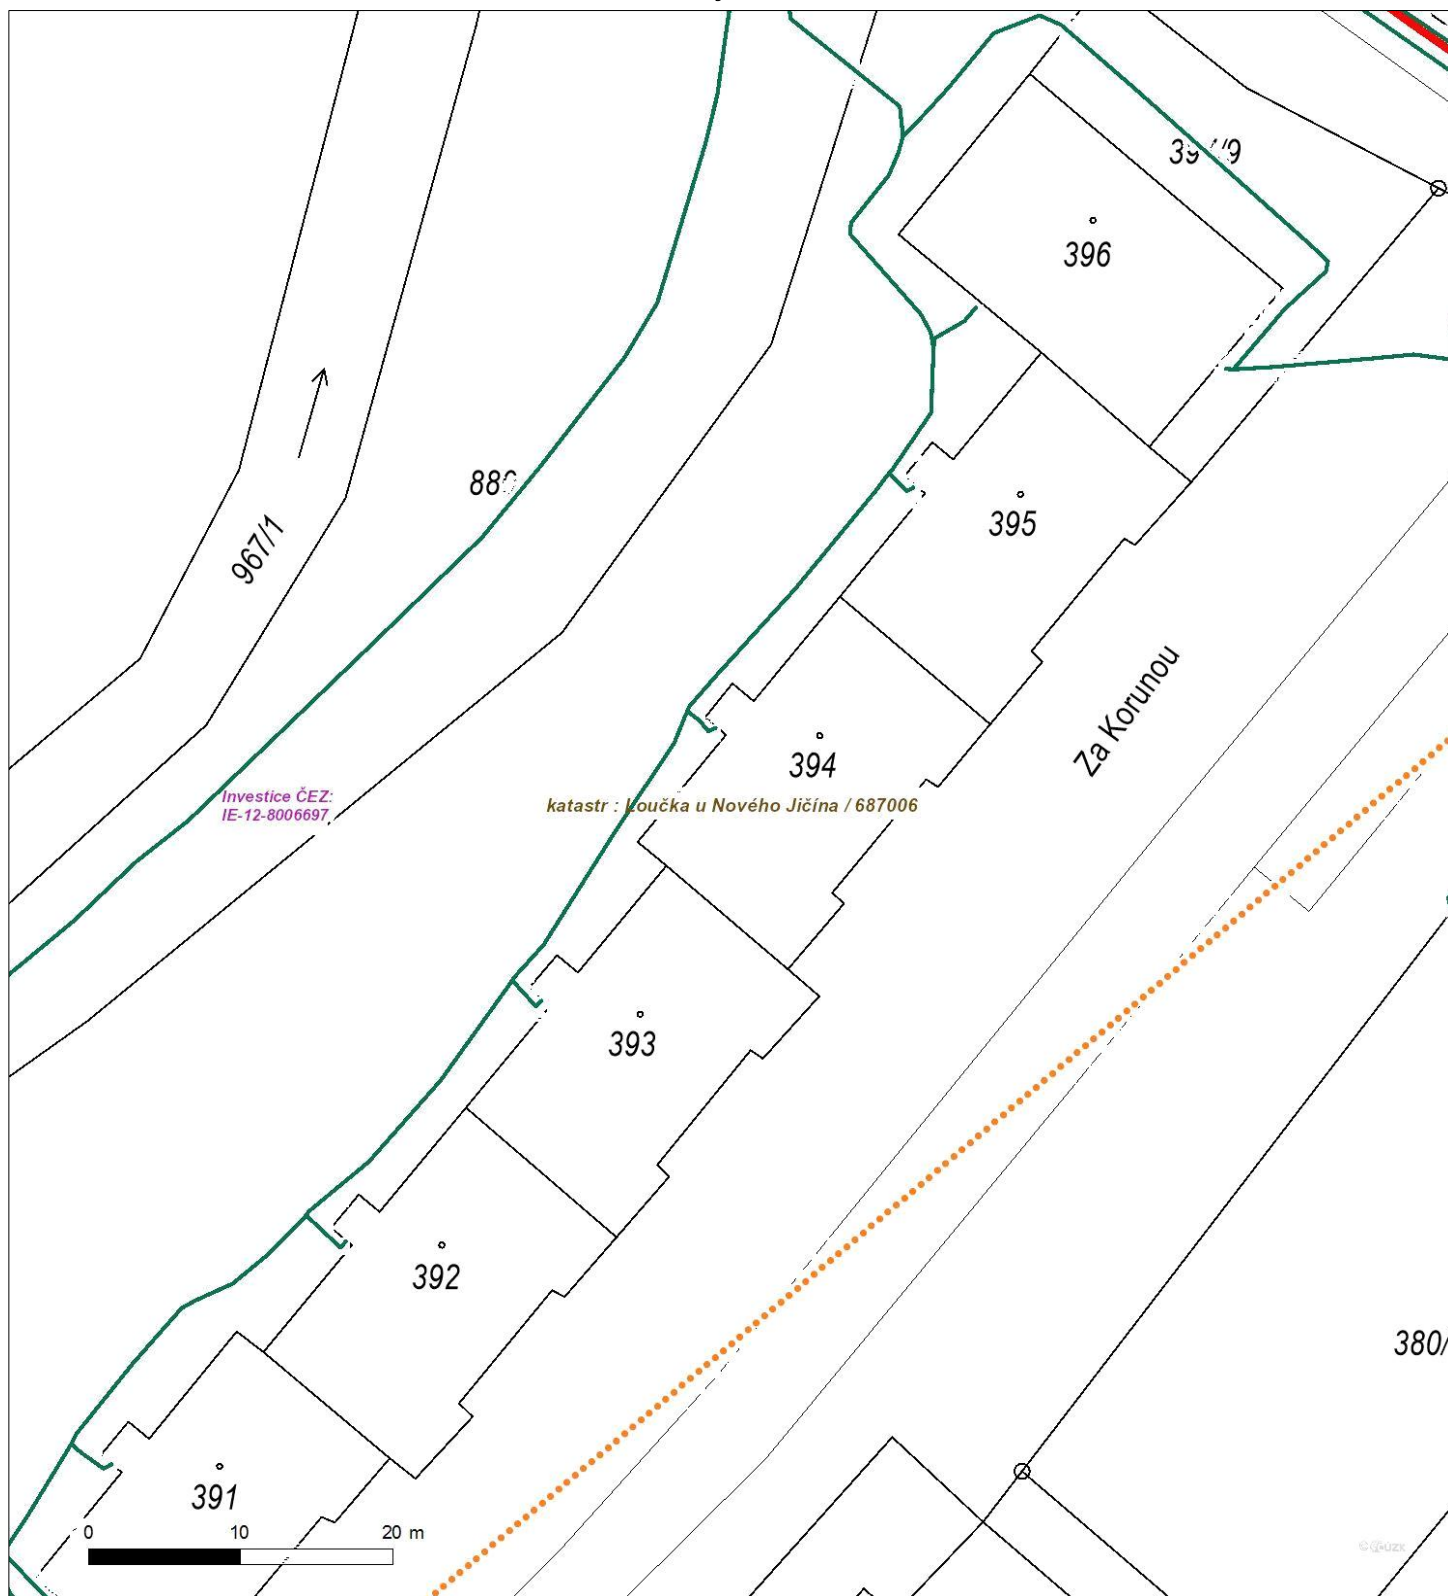 396
395
967/1
Za Korunou
394
Investice ČEZ:
IE-12-8006697
katastr : Loučka u Nového Jičína / 687006
393
392
380/
391
0 10 20 m